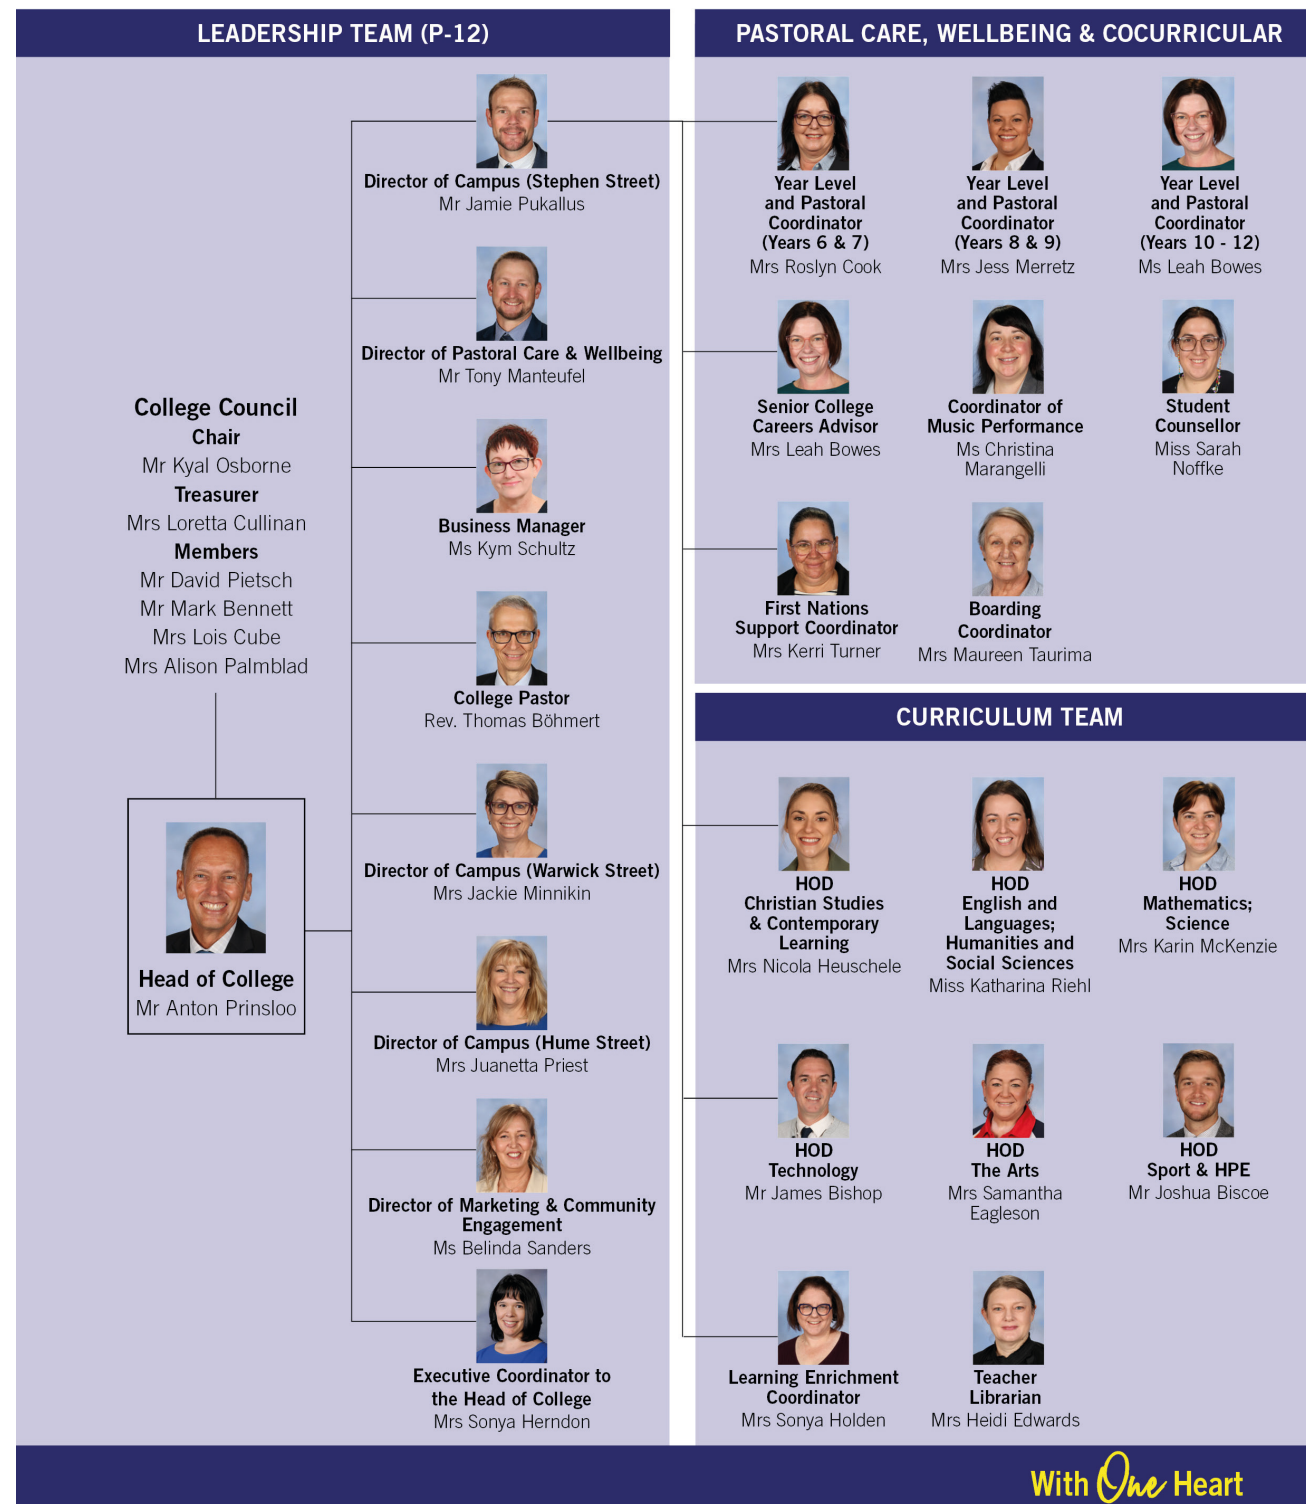 LEADERSHIP TEAM (P-12)
College Council
Chair
Mr Kyal Osborne
Treasurer
Mrs Loretta Cullinan
Members
Mr David Pietsch
Mr Mark Bennett
Mrs Lois Cube
Mrs Alison Palmblad
Head of College
Mr Anton Prinsloo
Director of Campus (Stephen Street)
Mr Jamie Pukallus
Director of Pastoral Care & Wellbeing
Mr Tony Manteufel
Business Manager
Ms Kym Schultz
College Pastor
Rev. Thomas Böhmert
Director of Campus (Warwick Street)
Mrs Jackie Minnikin
Director of Campus (Hume Street)
Mrs Juanetta Priest
Director of Marketing & Community
Engagement
Ms Belinda Sanders
Executive Coordinator to
the Head of College
Mrs Sonya Herndon
PASTORAL CARE, WELLBEING & COCURRICULAR
Year Level
and Pastoral
Coordinator
(Years 6 & 7)
Mrs Roslyn Cook
Year Level
and Pastoral
Coordinator
(Years 8 & 9)
Mrs Jess Merretz
Year Level
and Pastoral
Coordinator
(Years 10 - 12)
Ms Leah Bowes
Senior College
Careers Advisor
Mrs Leah Bowes
Coordinator of
Music Performance
Ms Christina
Marangelli
Student
Counsellor
Miss Sarah
Noffke
First Nations
Support Coordinator
Mrs Kerri Turner
Boarding
Coordinator
Mrs Maureen Taurima
CURRICULUM TEAM
HOD
Christian Studies
& Contemporary
Learning
Mrs Nicola Heuschele
HOD
English and
Languages;
Humanities and
Social Sciences
Miss Katharina Riehl
HOD
Mathematics;
Science
Mrs Karin McKenzie
HOD
Technology
Mr James Bishop
HOD
The Arts
Mrs Samantha
Eagleson
HOD
Sport & HPE
Mr Joshua Biscoe
Learning Enrichment
Coordinator
Mrs Sonya Holden
Teacher
Librarian
Mrs Heidi Edwards
With One Heart